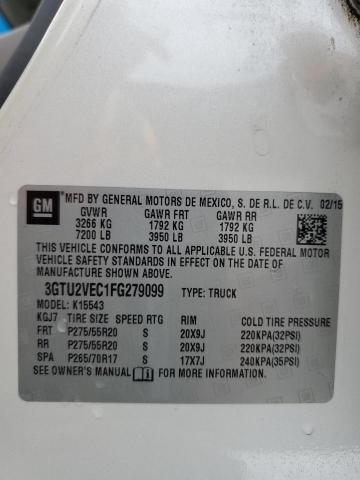 GM MFD BY GENERAL MOTORS DE MEXICO, S. DE R.L. DE C.V. 02/15
GVWR GAWR FRT GAWR RR
3266 KG 1792 KG 1792 KG
7200 LB 3950 LB 3950 LB
THIS VEHICLE CONFORMS TO ALL APPLICABLE U.S. FEDERAL MOTOR
VEHICLE SAFETY STANDARDS IN EFFECT ON THE DATE OF
MANUFACTURE SHOWN ABOVE.
3GTU2VEC1FG279099 TYPE: TRUCK
MODEL: K15543
KGJ7 TIRE SIZE SPEED RTG RIM COLD TIRE PRESSURE
FRT P275/55R20 S 20X9J 220KPA(32PSI)
RR P275/55R20 S 20X9J 220KPA(32PSI)
SPA P265/70R17 S 17X7J 240KPA(35PSI)
SEE OWNER'S MANUAL i FOR MORE INFORMATION.